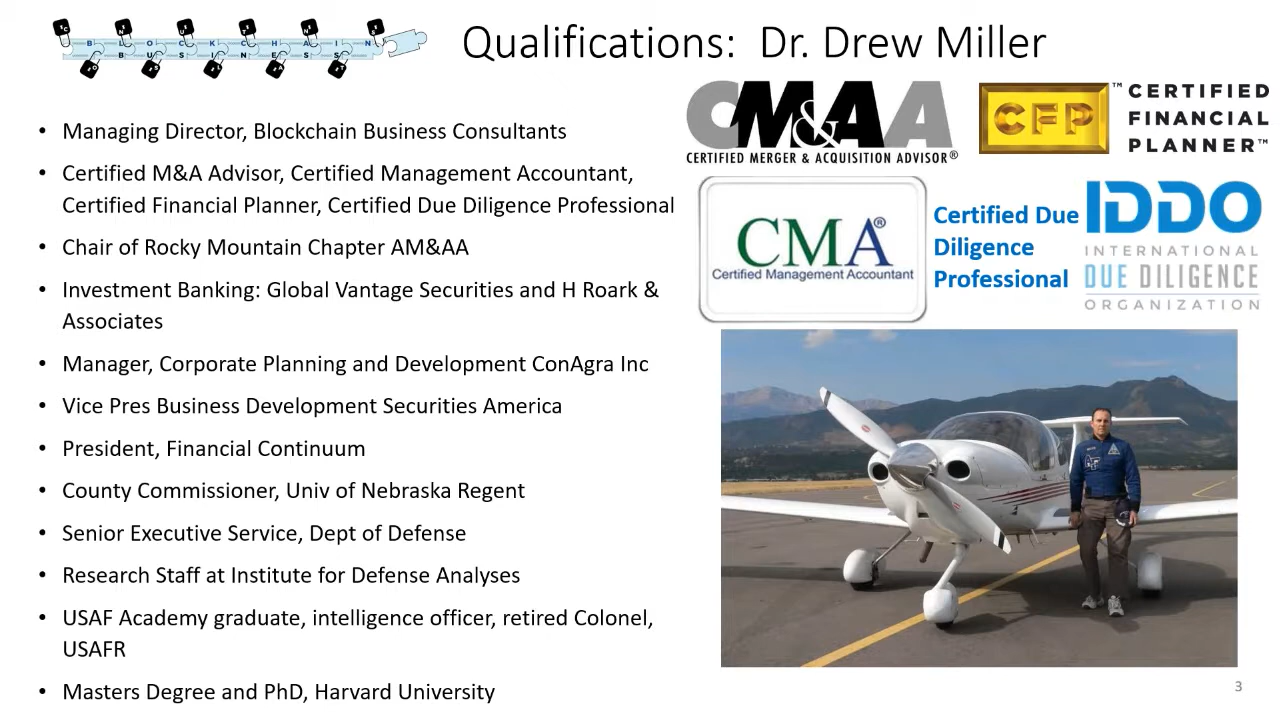 B L O C K C H A I N
B U S I N E S S
Qualifications: Dr. Drew Miller
• Managing Director, Blockchain Business Consultants
• Certified M&A Advisor, Certified Management Accountant,
Certified Financial Planner, Certified Due Diligence Professional
• Chair of Rocky Mountain Chapter AM&AA
• Investment Banking: Global Vantage Securities and H Roark &
Associates
• Manager, Corporate Planning and Development ConAgra Inc
• Vice Pres Business Development Securities America
• President, Financial Continuum
• County Commissioner, Univ of Nebraska Regent
• Senior Executive Service, Dept of Defense
• Research Staff at Institute for Defense Analyses
• USAF Academy graduate, intelligence officer, retired Colonel,
USAFR
• Masters Degree and PhD, Harvard University
CM&AA
CERTIFIED MERGER & ACQUISITION ADVISOR®
CFP™
CERTIFIED
FINANCIAL
PLANNER™
CMA®
Certified Management Accountant
Certified Due
Diligence
Professional
IDDO
INTERNATIONAL
DUE DILIGENCE
ORGANIZATION
AF
3